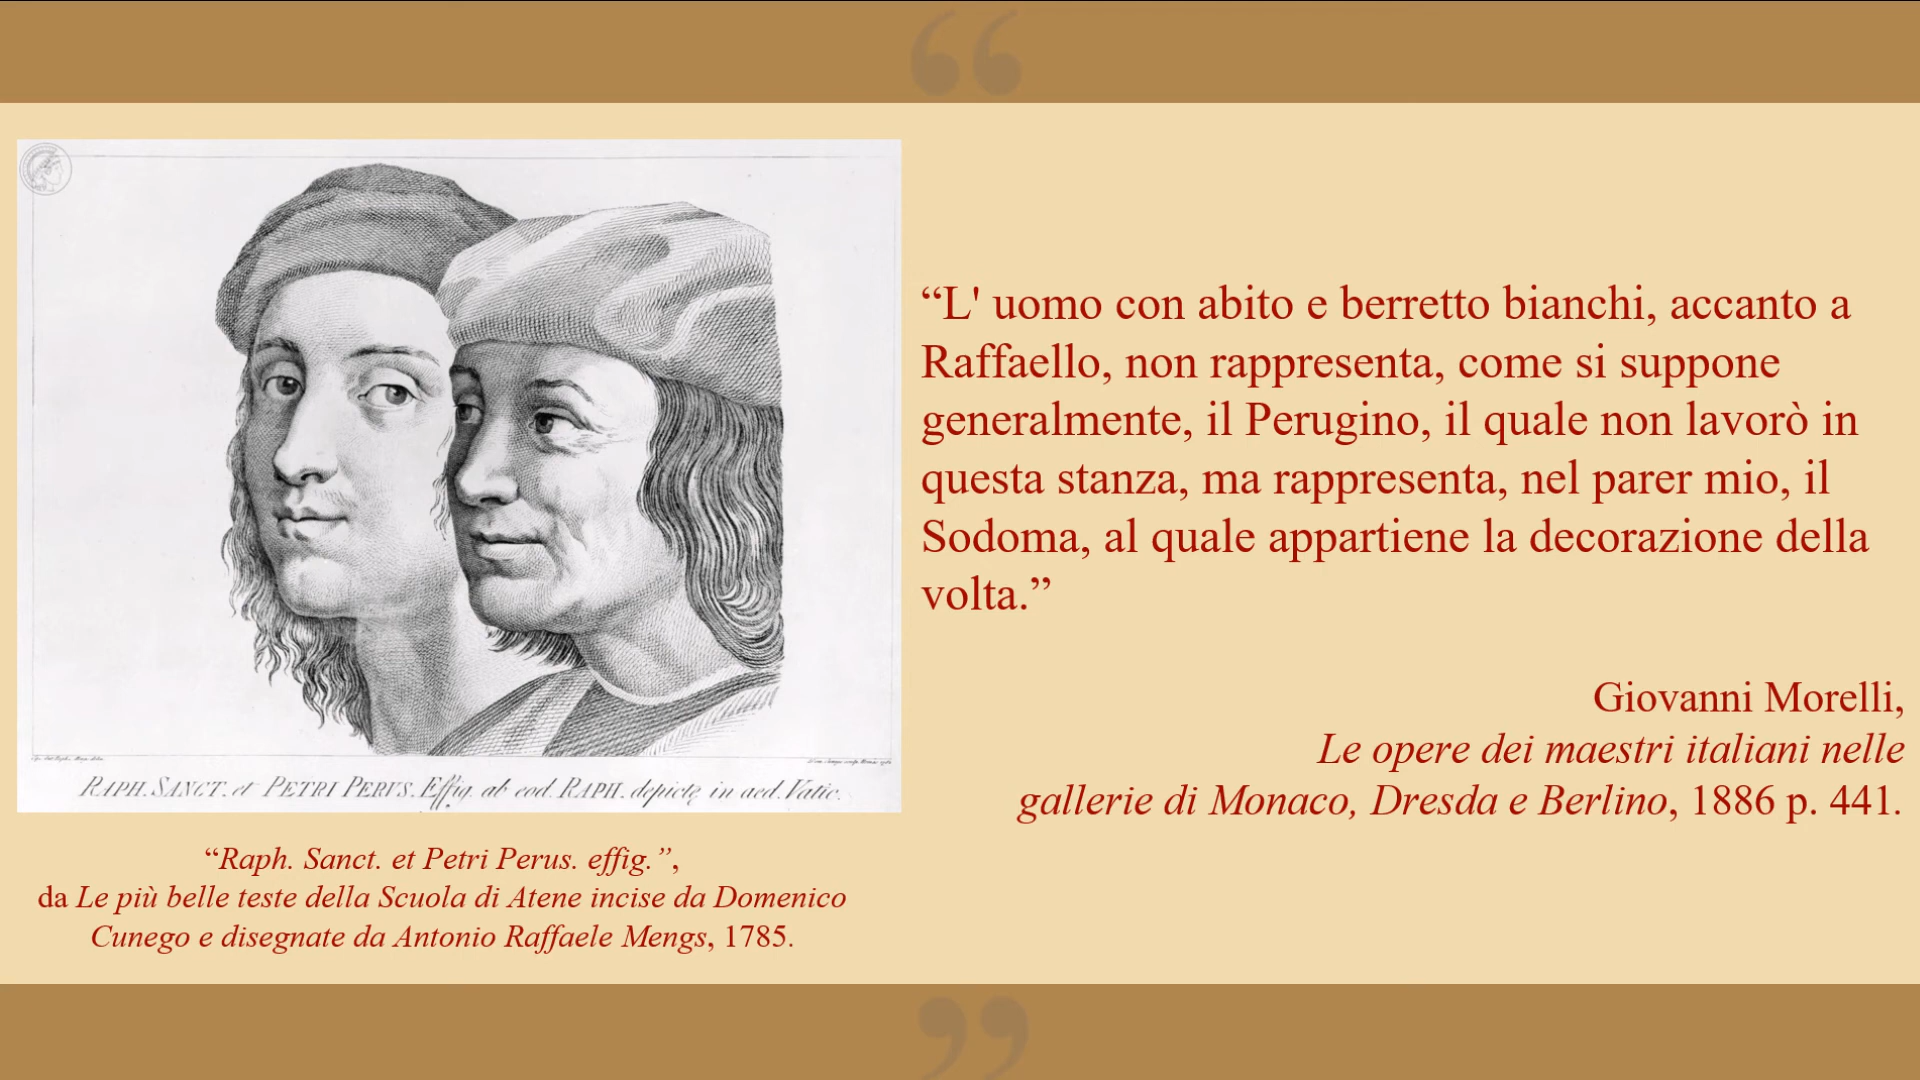 RAPH. SANCT. et PETRI PERUS. Effig. ab eod. RAPH. depictę in aed. Vatic.
“Raph. Sanct. et Petri Perus. effig.”,
da Le più belle teste della Scuola di Atene incise da Domenico
Cunego e disegnate da Antonio Raffaele Mengs, 1785.
“L' uomo con abito e berretto bianchi, accanto a
Raffaello, non rappresenta, come si suppone
generalmente, il Perugino, il quale non lavorò in
questa stanza, ma rappresenta, nel parer mio, il
Sodoma, al quale appartiene la decorazione della
volta.”
Giovanni Morelli,
Le opere dei maestri italiani nelle
gallerie di Monaco, Dresda e Berlino, 1886 p. 441.